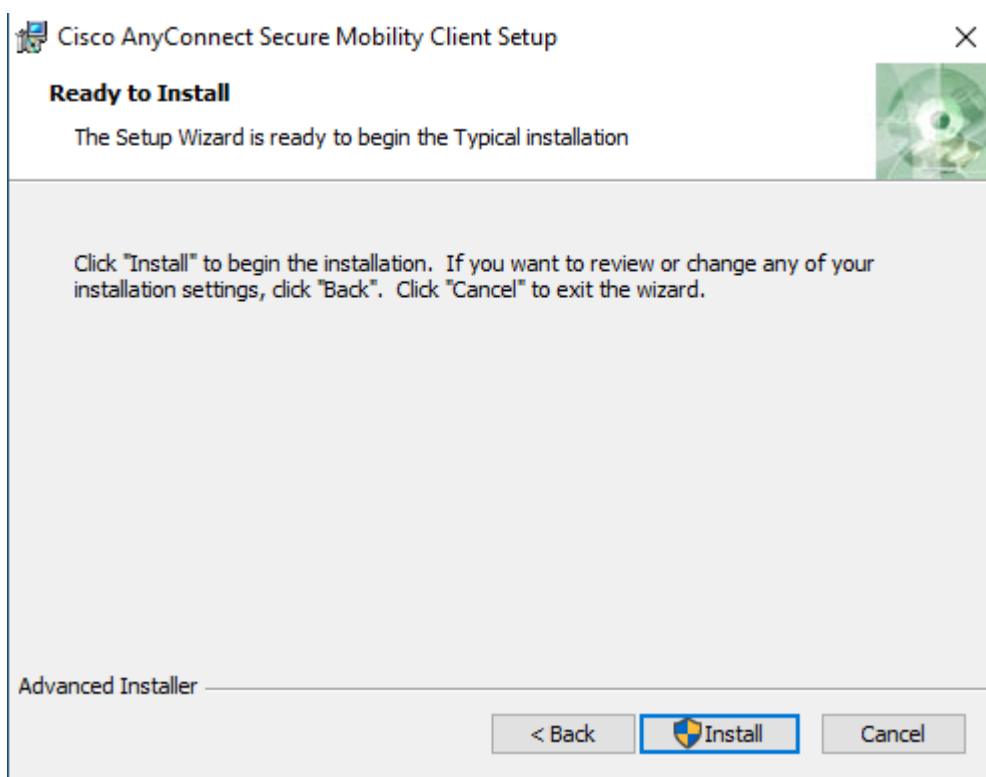 Cisco AnyConnect Secure Mobility Client Setup
Ready to Install
The Setup Wizard is ready to begin the Typical installation
Click "Install" to begin the installation.  If you want to review or change any of your
installation settings, click "Back".  Click "Cancel" to exit the wizard.
Advanced Installer
< Back
Install
Cancel